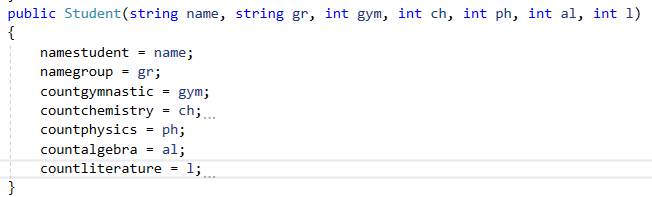 public Student(string name, string gr, int gym, int ch, int ph, int al, int l)
{
namestudent = name;
namegroup = gr;
countgymnastic = gym;
countchemistry = ch;
countphysics = ph;
countalgebra = al;
countliterature = l;
}